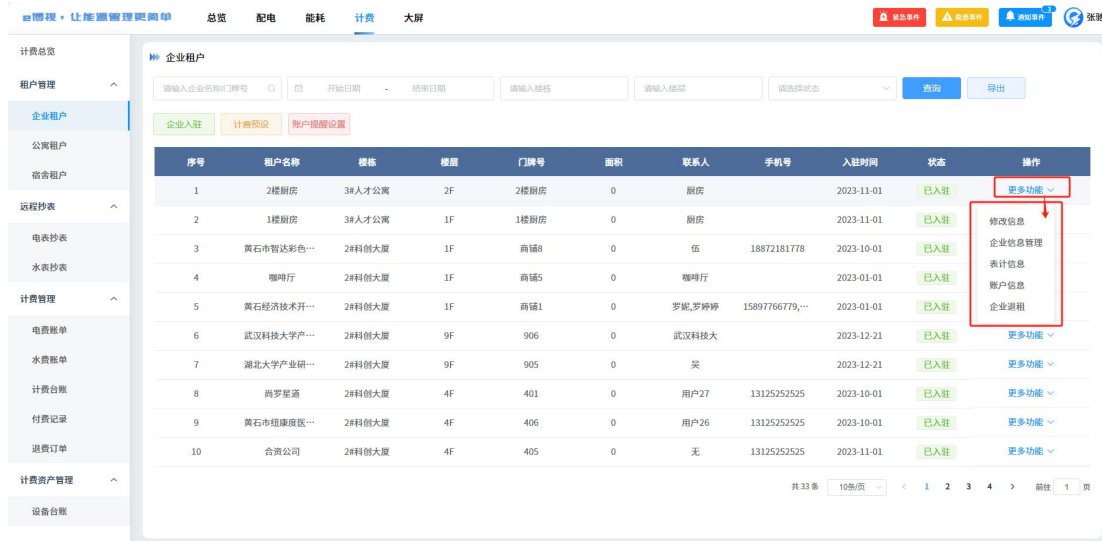 e博视·让能源管理更简单 总览 配电 能耗 计费 大屏 紧急事件 隐患事件 通知事件 3 张驰
计费总览
租户管理
企业租户
公寓租户
宿舍租户
远程抄表
电表抄表
水表抄表
计费管理
电费账单
水费账单
计费台账
付费记录
退费订单
计费资产管理
设备台账
企业租户
请输入企业名称/门牌号 开始日期 - 结束日期 请输入楼栋 请输入楼层 请选择状态 查询 导出
企业入驻 计费预设 账户提醒设置
序号 租户名称 楼栋 楼层 门牌号 面积 联系人 手机号 入驻时间 状态 操作
1 2楼厨房 3#人才公寓 2F 2楼厨房 0 厨房 2023-11-01 已入驻 更多功能
2 1楼厨房 3#人才公寓 1F 1楼厨房 0 厨房 2023-11-01 已入驻
3 黄石市智达彩色… 2#科创大厦 1F 商铺8 0 伍 18872181778 2023-10-01 已入驻
4 咖啡厅 2#科创大厦 1F 商铺5 0 咖啡厅 2023-01-01 已入驻
5 黄石经济技术开… 2#科创大厦 1F 商铺1 0 罗妮,罗婷婷 15897766779,… 2023-01-01 已入驻
修改信息
企业信息管理
表计信息
账户信息
企业退租
6 武汉科技大学产… 2#科创大厦 9F 906 0 武汉科技大 2023-12-21 已入驻 更多功能
7 湖北大学产业研… 2#科创大厦 9F 905 0 吴 2023-12-21 已入驻 更多功能
8 尚罗星道 2#科创大厦 4F 401 0 用户27 13125252525 2023-10-01 已入驻 更多功能
9 黄石市纽康度医… 2#科创大厦 4F 406 0 用户26 13125252525 2023-10-01 已入驻 更多功能
10 合资公司 2#科创大厦 4F 405 0 无 13125252525 2023-11-01 已入驻 更多功能
共 33 条 10条/页 1 2 3 4 前往 1 页